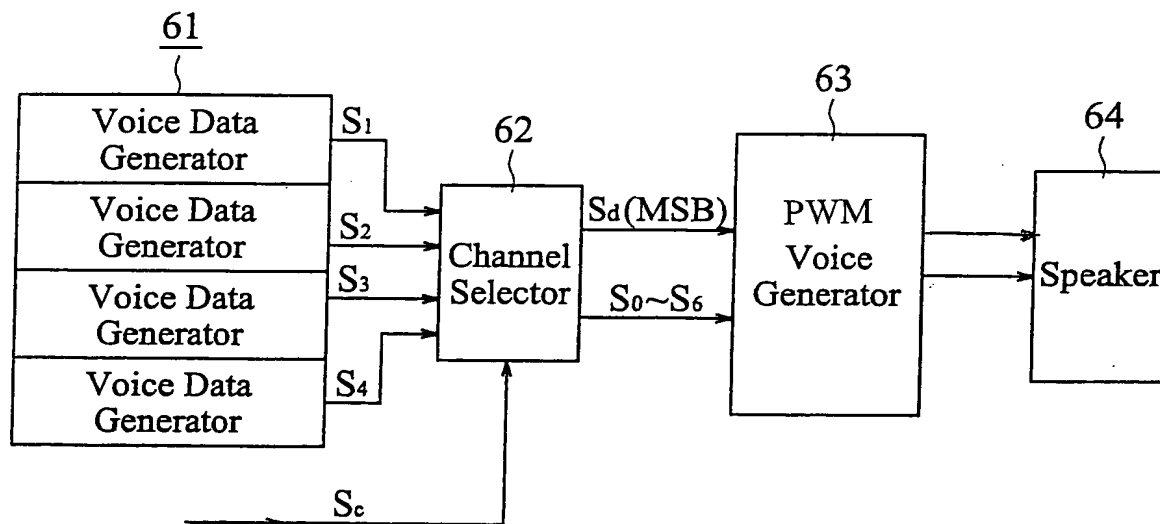 61
Voice Data
Generator
Voice Data
Generator
Voice Data
Generator
Voice Data
Generator
S1
S2
S3
S4
62
Channel
Selector
Sc
Sd(MSB)
S0~S6
63
PWM
Voice
Generator
64
Speaker